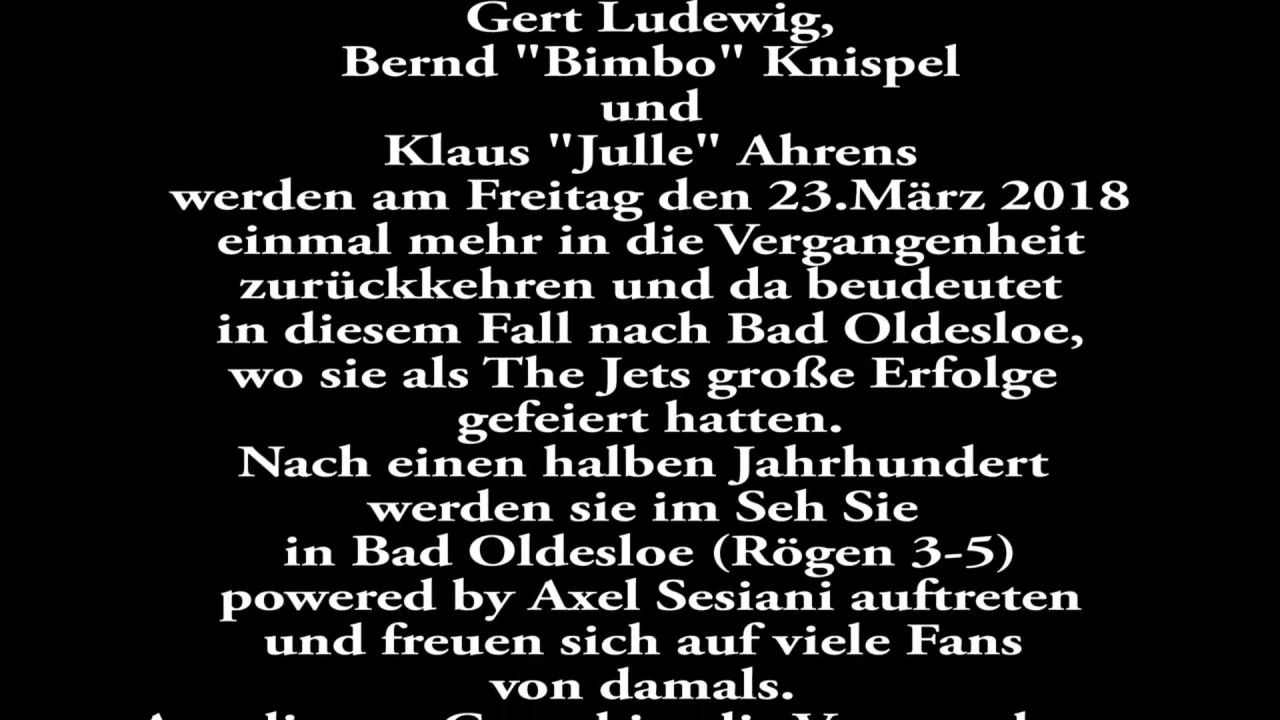 Gert Ludewig,
Bernd "Bimbo" Knispel
und
Klaus "Julle" Ahrens
werden am Freitag den 23.März 2018
einmal mehr in die Vergangenheit
zurückkehren und da beudeutet
in diesem Fall nach Bad Oldesloe,
wo sie als The Jets große Erfolge
gefeiert hatten.
Nach einen halben Jahrhundert
werden sie im Seh Sie
in Bad Oldesloe (Rögen 3-5)
powered by Axel Sesiani auftreten
und freuen sich auf viele Fans
von damals.